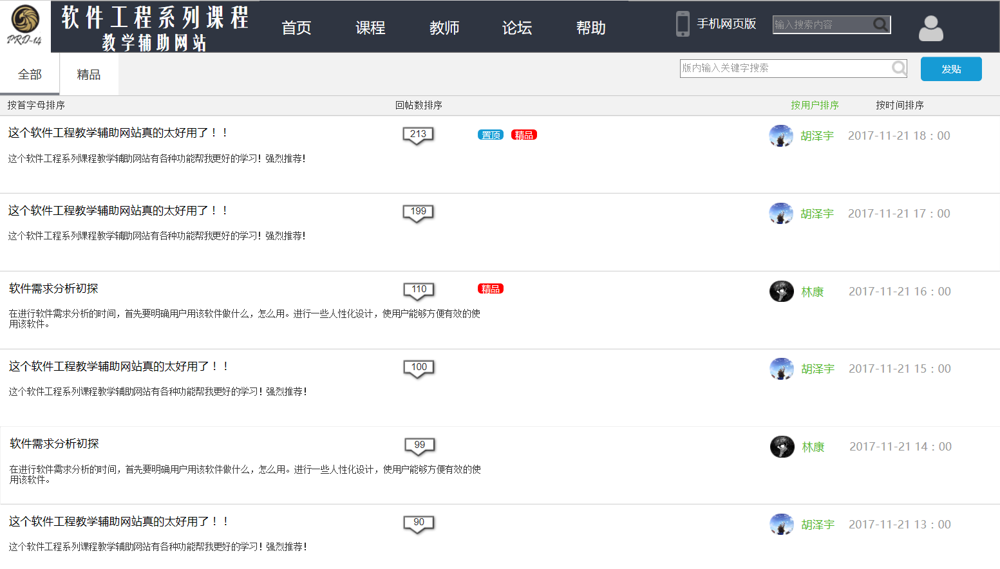 PRD-14
软件工程系列课程
教学辅助网站
首页 课程 教师 论坛 帮助 手机网页版 输入搜索内容
全部 精品 版内输入关键字搜索 发贴
按首字母排序 回帖数排序 按用户排序 按时间排序
这个软件工程教学辅助网站真的太好用了！！ 213 置顶 精品 胡泽宇 2017-11-21 18：00
这个软件工程系列课程教学辅助网站有各种功能帮我更好的学习！强烈推荐！
这个软件工程教学辅助网站真的太好用了！！ 199 胡泽宇 2017-11-21 17：00
这个软件工程系列课程教学辅助网站有各种功能帮我更好的学习！强烈推荐！
软件需求分析初探 110 精品 林康 2017-11-21 16：00
在进行软件需求分析的时间，首先要明确用户用该软件做什么，怎么用。进行一些人性化设计，使用户能够方便有效的使
用该软件。
这个软件工程教学辅助网站真的太好用了！！ 100 胡泽宇 2017-11-21 15：00
这个软件工程系列课程教学辅助网站有各种功能帮我更好的学习！强烈推荐！
软件需求分析初探 99 林康 2017-11-21 14：00
在进行软件需求分析的时间，首先要明确用户用该软件做什么，怎么用。进行一些人性化设计，使用户能够方便有效的使
用该软件。
这个软件工程教学辅助网站真的太好用了！！ 90 胡泽宇 2017-11-21 13：00
这个软件工程系列课程教学辅助网站有各种功能帮我更好的学习！强烈推荐！